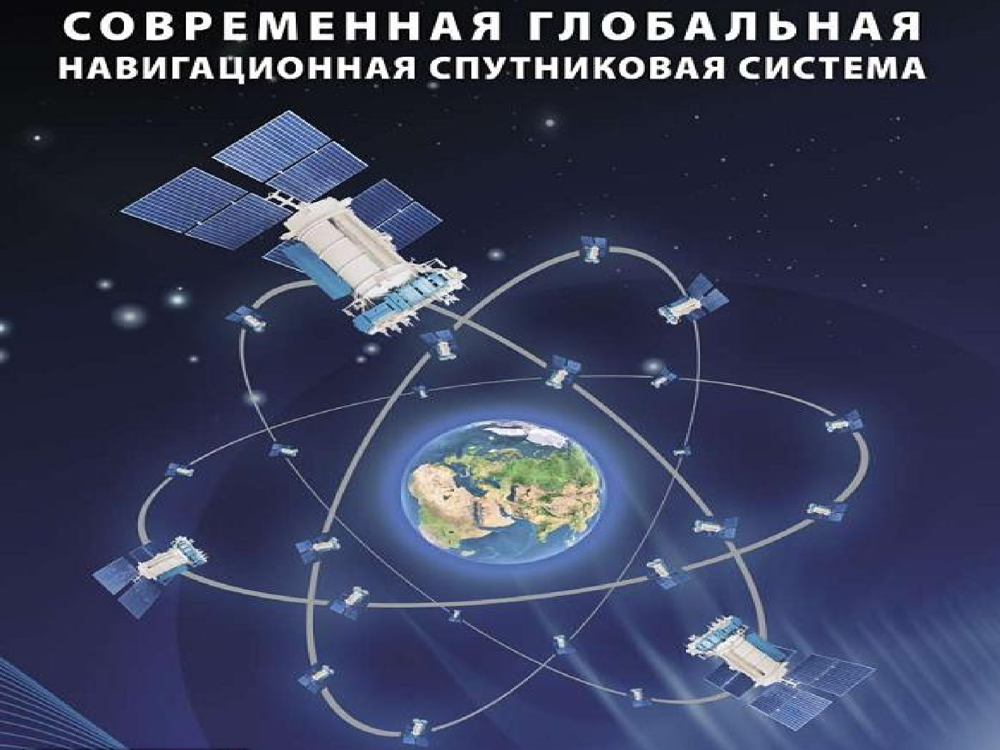 СОВРЕМЕННАЯ ГЛОБАЛЬНАЯ
НАВИГАЦИОННАЯ СПУТНИКОВАЯ СИСТЕМА